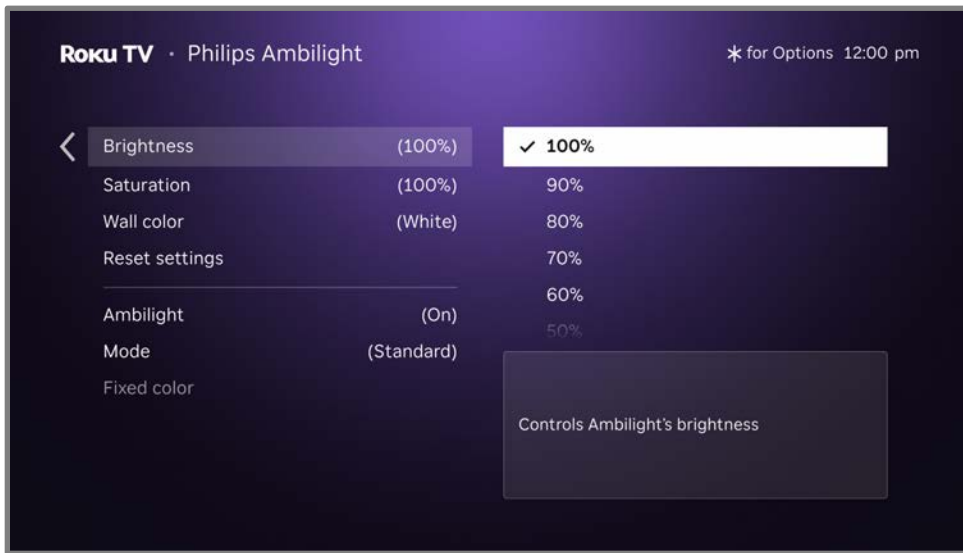 Roku TV · Philips Ambilight
* for Options 12:00 pm
Brightness (100%)
Saturation (100%)
Wall color (White)
Reset settings
Ambilight (On)
Mode (Standard)
Fixed color
✓ 100%
90%
80%
70%
60%
50%
Controls Ambilight's brightness